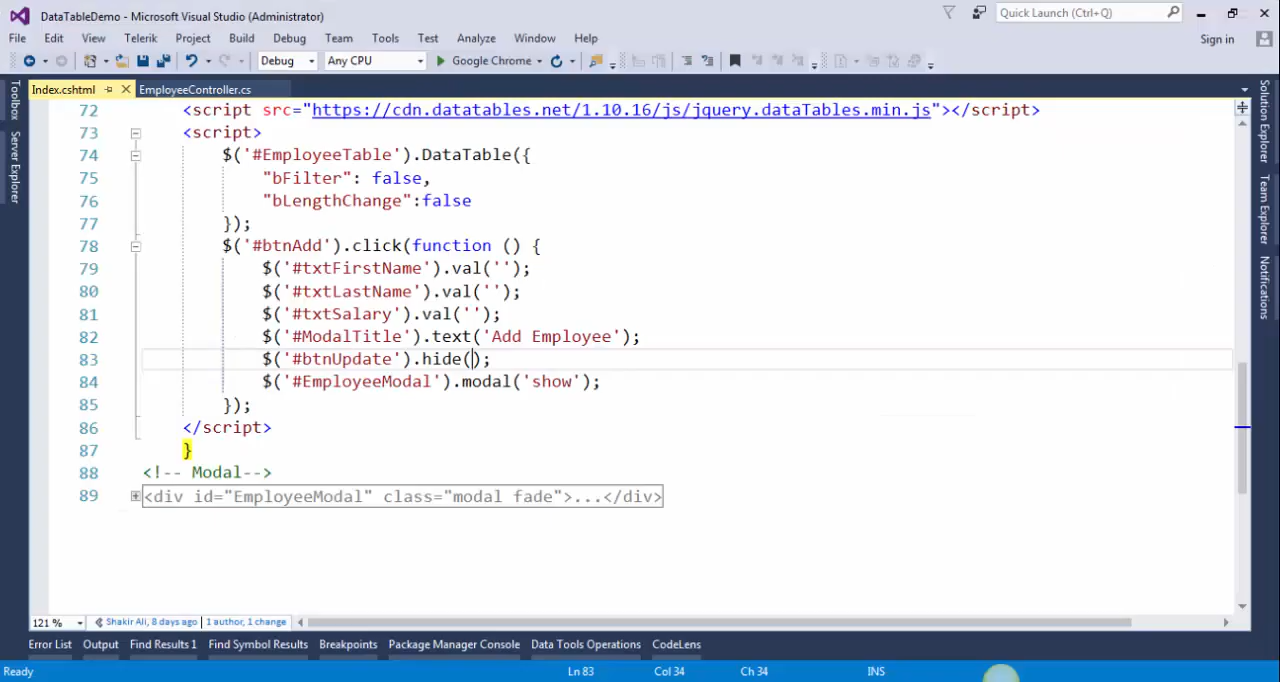 DataTableDemo - Microsoft Visual Studio (Administrator)
Quick Launch (Ctrl+Q)
File Edit View Telerik Project Build Debug Team Tools Test Analyze Window Help
Sign in
Debug Any CPU Google Chrome
Index.cshtml EmployeeController.cs
Toolbox
Server Explorer
Solution Explorer
Team Explorer
Notifications
72 <script src="https://cdn.datatables.net/1.10.16/js/jquery.dataTables.min.js"></script>
73 <script>
74 $('#EmployeeTable').DataTable({
75 "bFilter": false,
76 "bLengthChange":false
77 });
78 $('#btnAdd').click(function () {
79 $('#txtFirstName').val('');
80 $('#txtLastName').val('');
81 $('#txtSalary').val('');
82 $('#ModalTitle').text('Add Employee');
83 $('#btnUpdate').hide();
84 $('#EmployeeModal').modal('show');
85 });
86 </script>
87 }
88 <!-- Modal-->
89 <div id="EmployeeModal" class="modal fade">...</div>
121 % Shakir Ali, 8 days ago | 1 author, 1 change
Error List Output Find Results 1 Find Symbol Results Breakpoints Package Manager Console Data Tools Operations CodeLens
Ready Ln 83 Col 34 Ch 34 INS